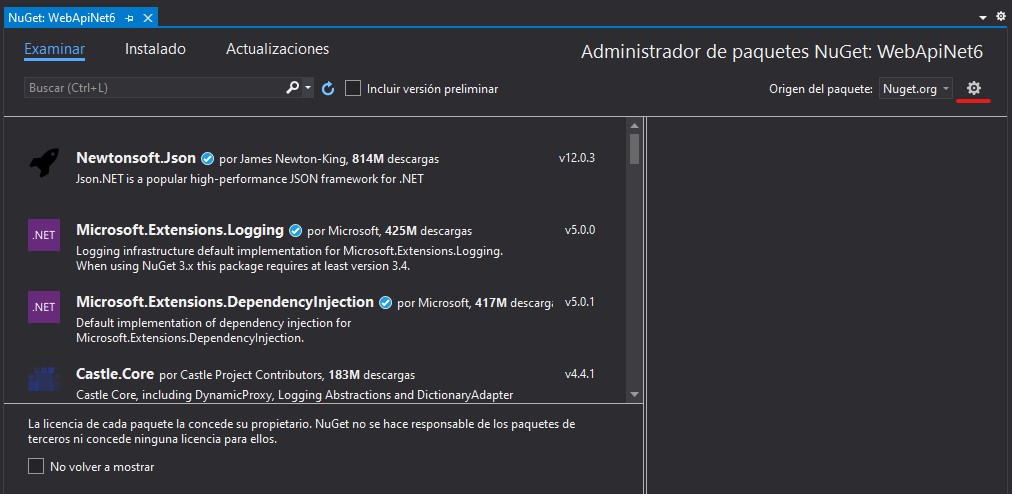 NuGet: WebApiNet6
Examinar Instalado Actualizaciones
Administrador de paquetes NuGet: WebApiNet6
Buscar (Ctrl+L)
Incluir versión preliminar
Origen del paquete: Nuget.org
Newtonsoft.Json por James Newton-King, 814M descargas v12.0.3
Json.NET is a popular high-performance JSON framework for .NET
.NET
Microsoft.Extensions.Logging por Microsoft, 425M descargas v5.0.0
Logging infrastructure default implementation for Microsoft.Extensions.Logging.
When using NuGet 3.x this package requires at least version 3.4.
.NET
Microsoft.Extensions.DependencyInjection por Microsoft, 417M descarga v5.0.1
Default implementation of dependency injection for
Microsoft.Extensions.DependencyInjection.
Castle.Core por Castle Project Contributors, 183M descargas v4.4.1
Castle Core, including DynamicProxy, Logging Abstractions and DictionaryAdapter
La licencia de cada paquete la concede su propietario. NuGet no se hace responsable de los paquetes de
terceros ni concede ninguna licencia para ellos.
No volver a mostrar